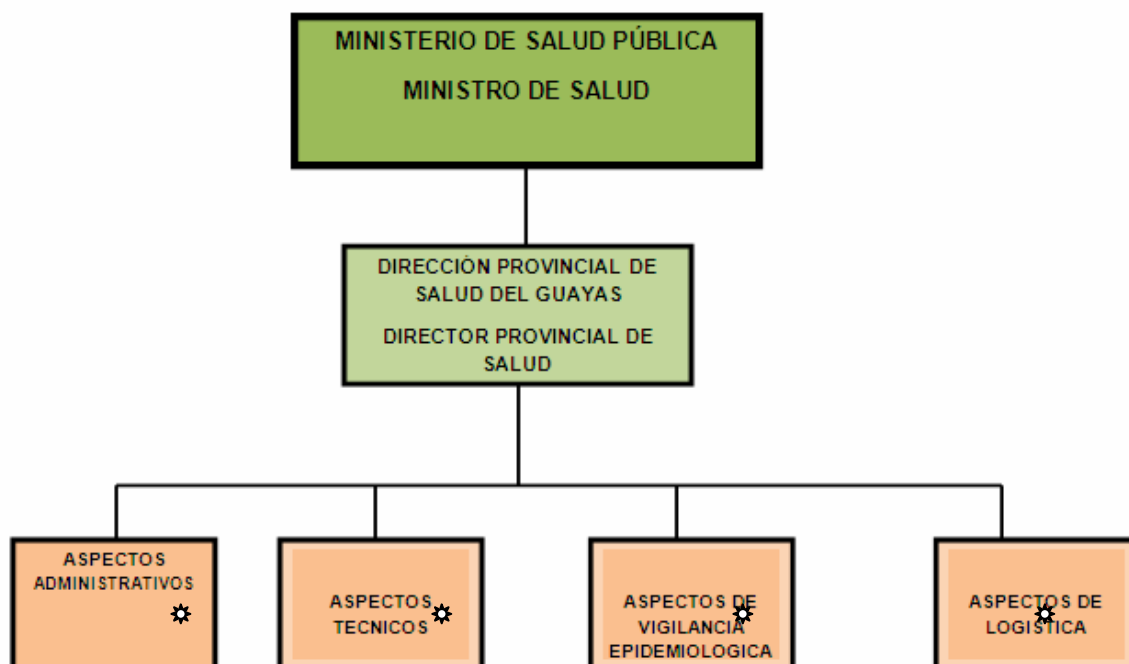 MINISTERIO DE SALUD PÚBLICA
MINISTRO DE SALUD
DIRECCIÓN PROVINCIAL DE
SALUD DEL GUAYAS
DIRECTOR PROVINCIAL DE
SALUD
ASPECTOS
ADMINISTRATIVOS
ASPECTOS
TECNICOS
ASPECTOS DE
VIGILANCIA
EPIDEMIOLOGICA
ASPECTOS DE
LOGISTICA